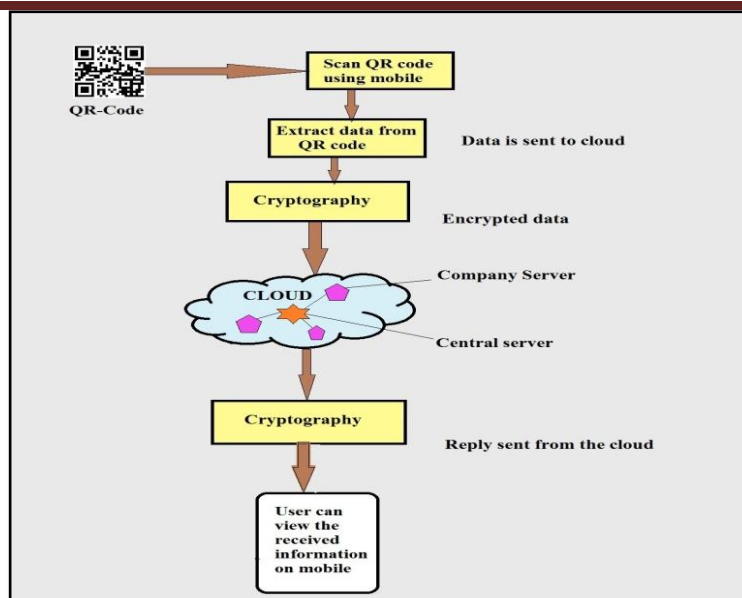 Scan QR code
using mobile
QR-Code
Extract data from
QR code
Data is sent to cloud
Cryptography
Encrypted data
Company Server
CLOUD
Central server
Cryptography
Reply sent from the cloud
User can
view the
received
information
on mobile